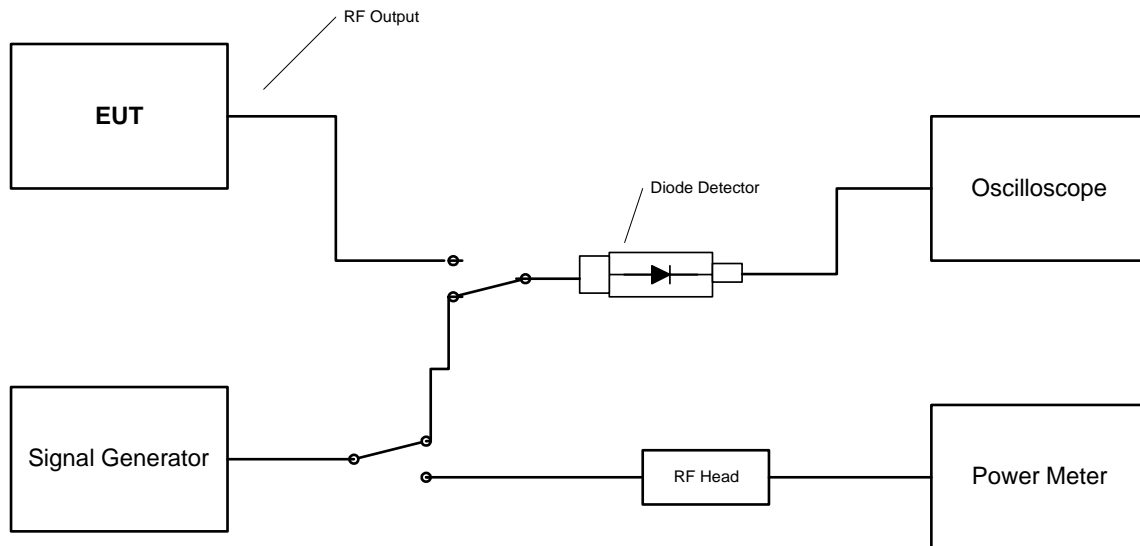 RF Output
EUT
Diode Detector
Oscilloscope
Signal Generator
RF Head
Power Meter